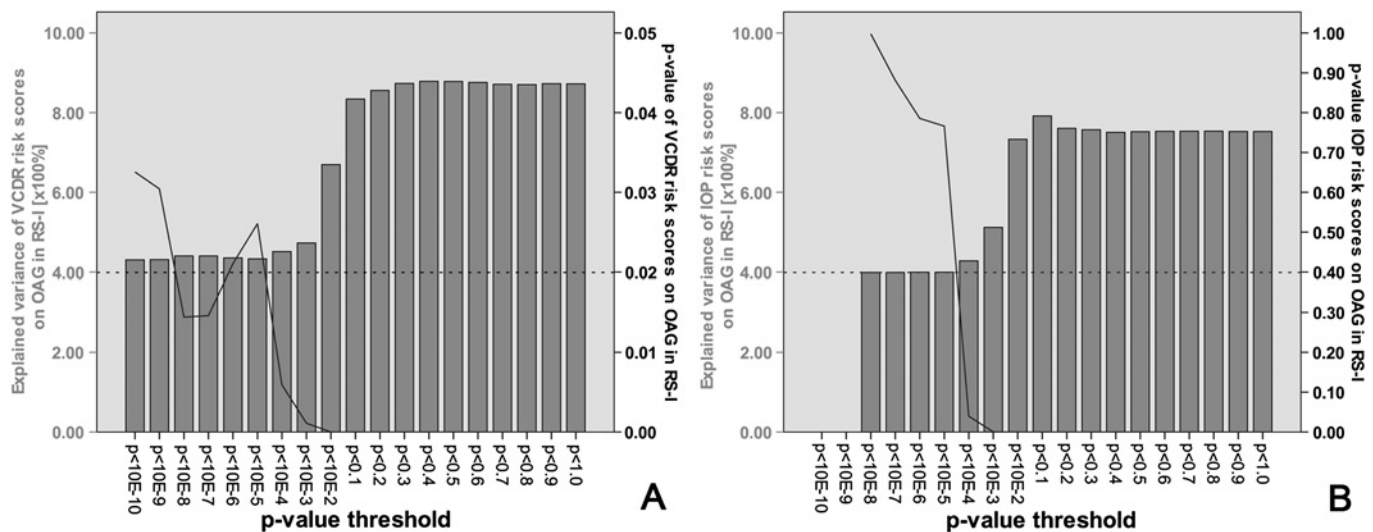 Explained variance of VCDR risk scores
on OAG in RS-I [x100%]
10.00
8.00
6.00
4.00
2.00
0.00
0.05
0.04
0.03
0.02
0.01
0.00
p-value of VCDR risk scores on OAG in RS-I
p<10E-10
p<10E-9
p<10E-8
p<10E-7
p<10E-6
p<10E-5
p<10E-4
p<10E-3
p<10E-2
p<0.1
p<0.2
p<0.3
p<0.4
p<0.5
p<0.6
p<0.7
p<0.8
p<0.9
p<1.0
p-value threshold
A
Explained variance of IOP risk scores
on OAG in RS-I [x100%]
10.00
8.00
6.00
4.00
2.00
0.00
1.00
0.90
0.80
0.70
0.60
0.50
0.40
0.30
0.20
0.10
0.00
p-value IOP risk scores on OAG in RS-I
p<10E-10
p<10E-9
p<10E-8
p<10E-7
p<10E-6
p<10E-5
p<10E-4
p<10E-3
p<10E-2
p<0.1
p<0.2
p<0.3
p<0.4
p<0.5
p<0.6
p<0.7
p<0.8
p<0.9
p<1.0
p-value threshold
B